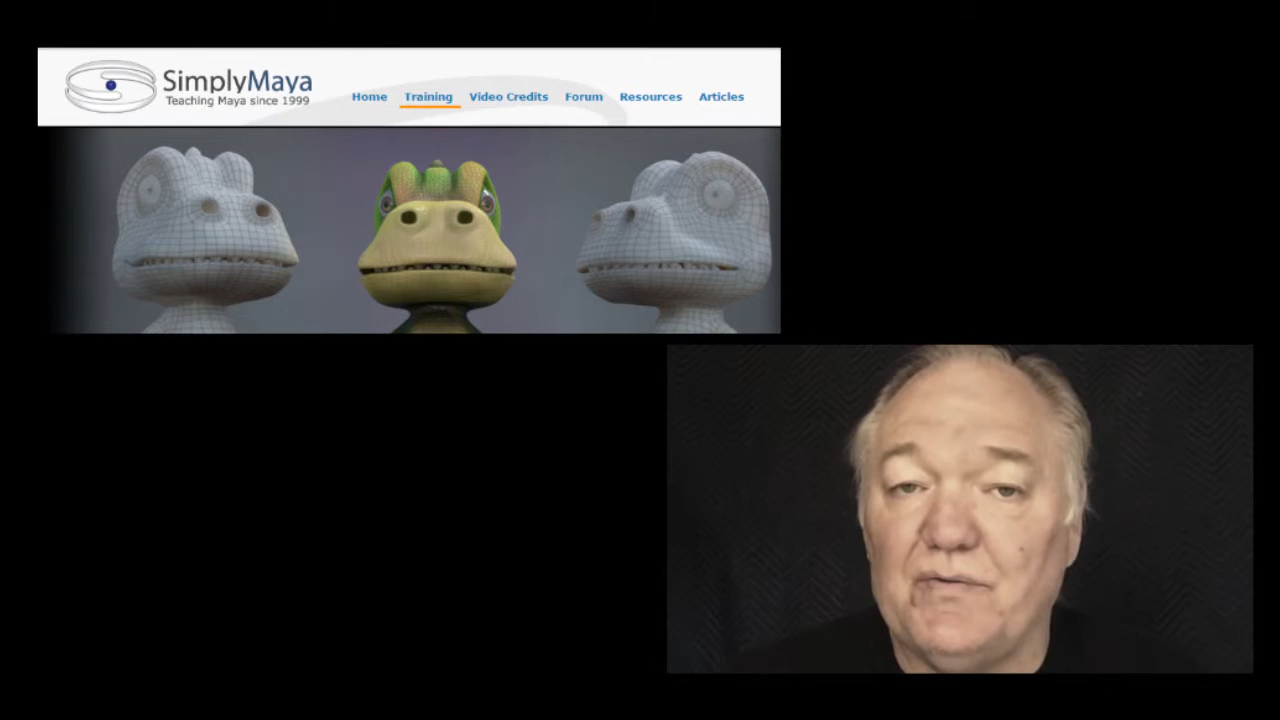 SimplyMaya
Teaching Maya since 1999
Home Training Video Credits Forum Resources Articles